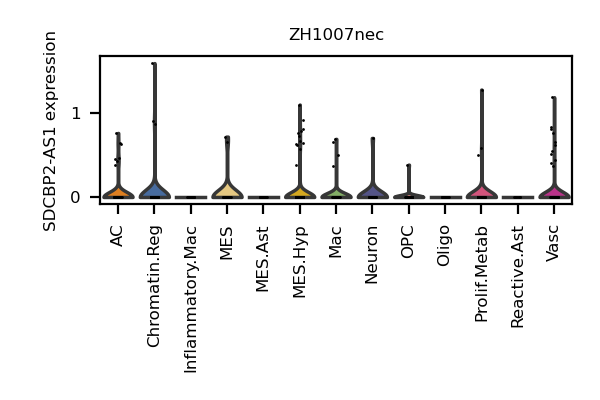 ZH1007nec
SDCBP2-AS1 expression
1
0
AC
Chromatin.Reg
Inflammatory.Mac
MES
MES.Ast
MES.Hyp
Mac
Neuron
OPC
Oligo
Prolif.Metab
Reactive.Ast
Vasc